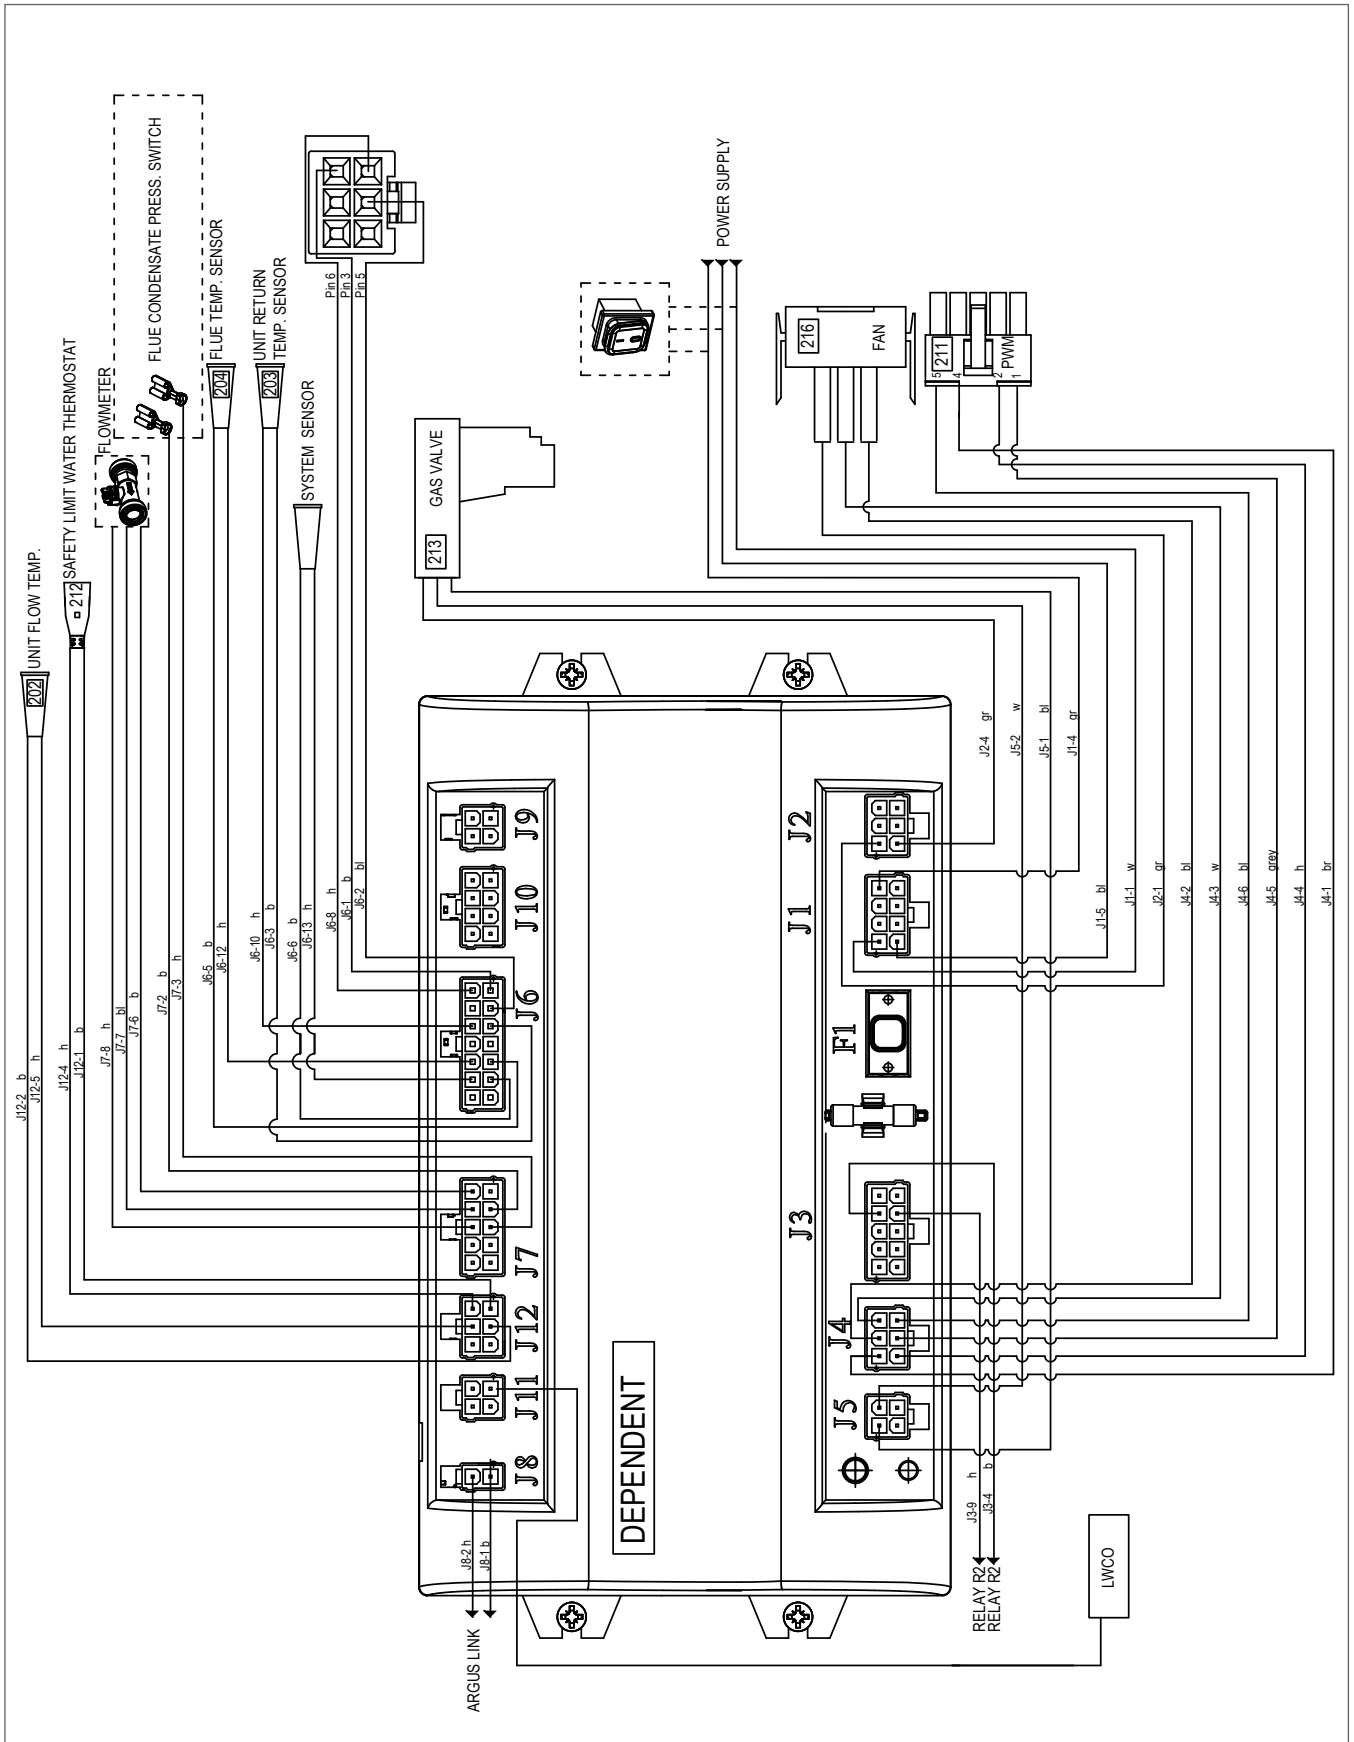 UNIT FLOW TEMP.
202
SAFETY LIMIT WATER THERMOSTAT
212
FLOWMETER
FLUE CONDENSATE PRESS. SWITCH
FLUE TEMP. SENSOR
204
UNIT RETURN
TEMP. SENSOR
203
SYSTEM SENSOR
Pin 6
Pin 3
Pin 5
GAS VALVE
213
POWER SUPPLY
216
FAN
211
PWM
5
4
2
1
J12-2 b
J12-5 h
J12-4 h
J12-1 b
J7-8 h
J7-7 bl
J7-6 b
J7-2 b
J7-3 h
J6-5 b
J6-12 h
J6-10 h
J6-3 b
J6-6 b
J6-13 h
J6-8 h
J6-1 b
J6-2 bl
J2-4 gr
J5-2 w
J5-1 bl
J1-4 gr
J1-5 bl
J1-1 w
J2-1 gr
J4-2 bl
J4-3 w
J4-6 bl
J4-5 grey
J4-4 h
J4-1 br
J9
J10
J6
J7
J12
J11
J8
J2
J1
F1
J3
J4
J5
DEPENDENT
J8-2 h
J8-1 b
ARGUS LINK
J3-9 h
J3-4 b
RELAY R2
RELAY R2
LWCO